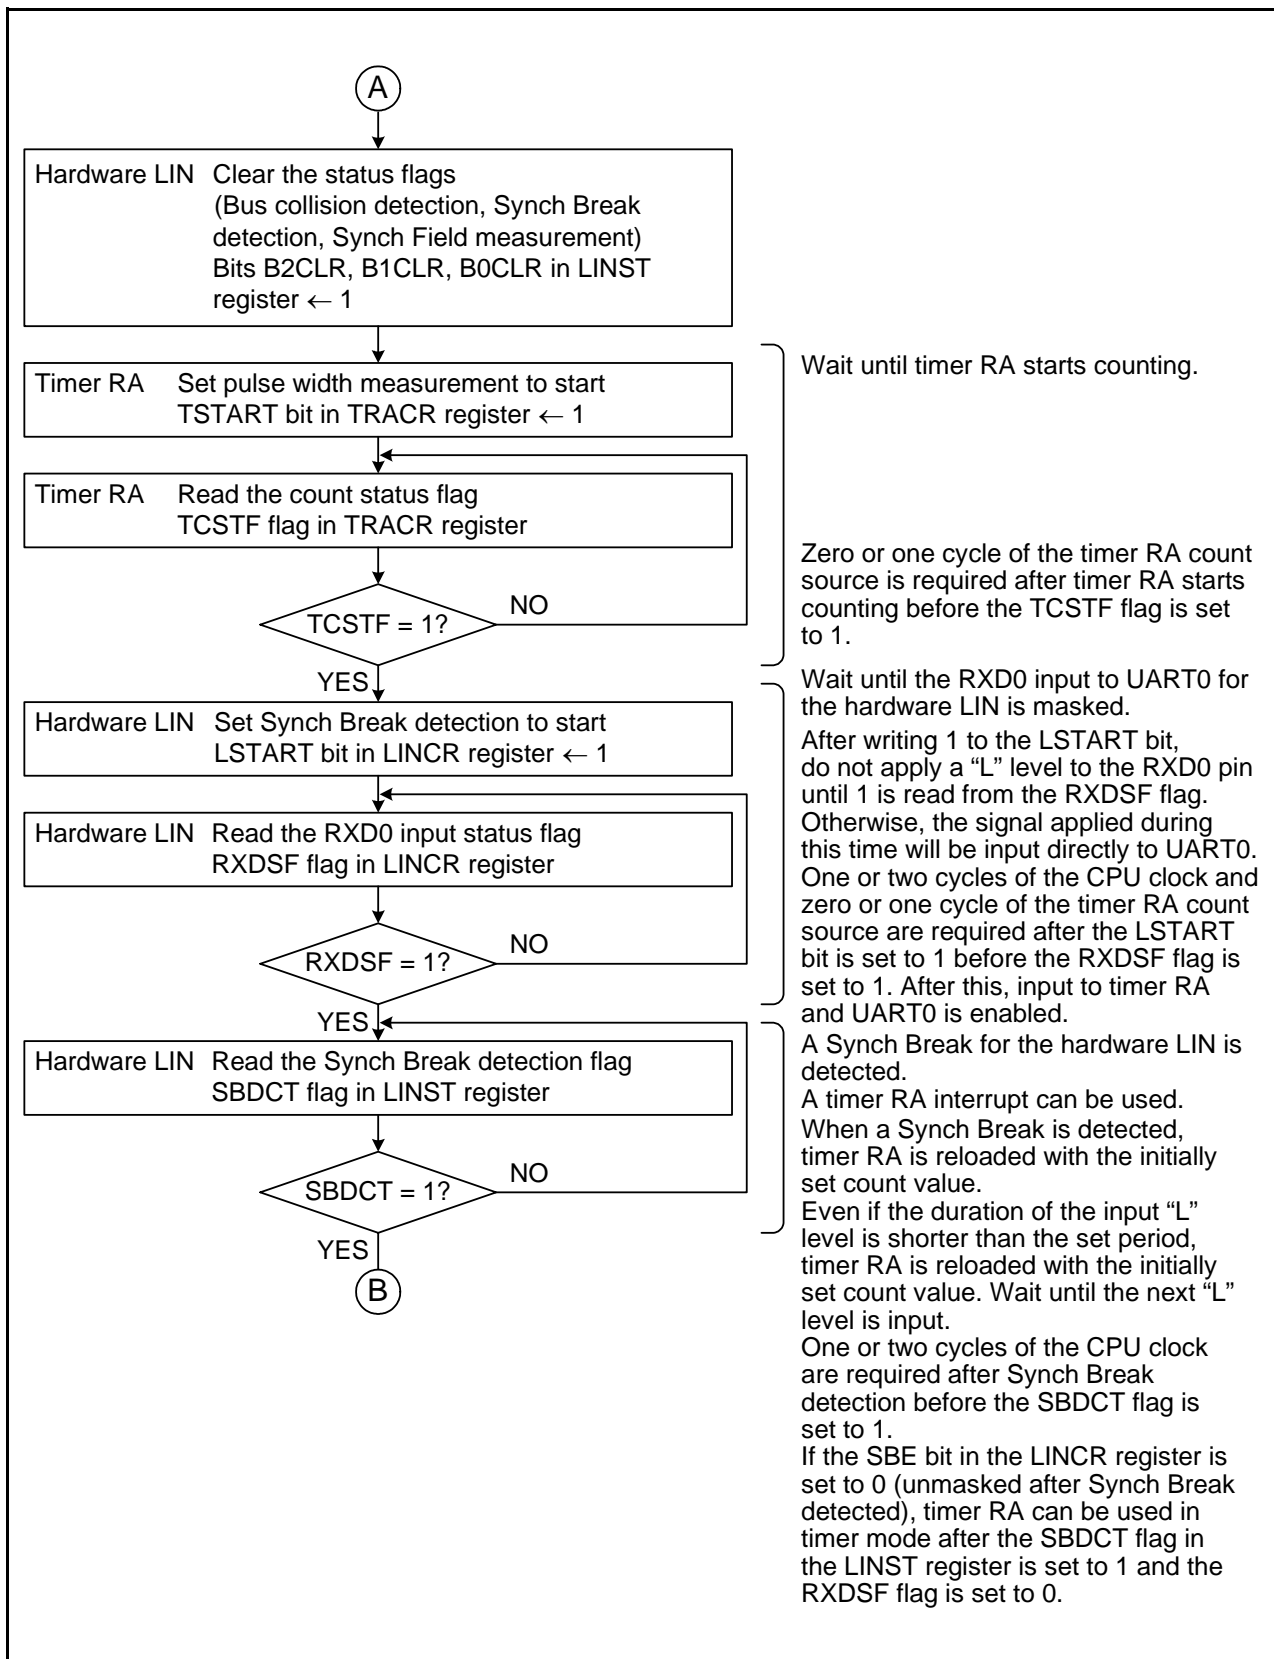 A
Hardware LIN Clear the status flags
(Bus collision detection, Synch Break
detection, Synch Field measurement)
Bits B2CLR, B1CLR, B0CLR in LINST
register ← 1
Timer RA Set pulse width measurement to start
TSTART bit in TRACR register ← 1
Wait until timer RA starts counting.
Timer RA Read the count status flag
TCSTF flag in TRACR register
TCSTF = 1?
NO
YES
Zero or one cycle of the timer RA count
source is required after timer RA starts
counting before the TCSTF flag is set
to 1.
Hardware LIN Set Synch Break detection to start
LSTART bit in LINCR register ← 1
Hardware LIN Read the RXD0 input status flag
RXDSF flag in LINCR register
RXDSF = 1?
NO
YES
Wait until the RXD0 input to UART0 for
the hardware LIN is masked.
After writing 1 to the LSTART bit,
do not apply a “L” level to the RXD0 pin
until 1 is read from the RXDSF flag.
Otherwise, the signal applied during
this time will be input directly to UART0.
One or two cycles of the CPU clock and
zero or one cycle of the timer RA count
source are required after the LSTART
bit is set to 1 before the RXDSF flag is
set to 1. After this, input to timer RA
and UART0 is enabled.
Hardware LIN Read the Synch Break detection flag
SBDCT flag in LINST register
SBDCT = 1?
NO
YES
B
A Synch Break for the hardware LIN is
detected.
A timer RA interrupt can be used.
When a Synch Break is detected,
timer RA is reloaded with the initially
set count value.
Even if the duration of the input “L”
level is shorter than the set period,
timer RA is reloaded with the initially
set count value. Wait until the next “L”
level is input.
One or two cycles of the CPU clock
are required after Synch Break
detection before the SBDCT flag is
set to 1.
If the SBE bit in the LINCR register is
set to 0 (unmasked after Synch Break
detected), timer RA can be used in
timer mode after the SBDCT flag in
the LINST register is set to 1 and the
RXDSF flag is set to 0.